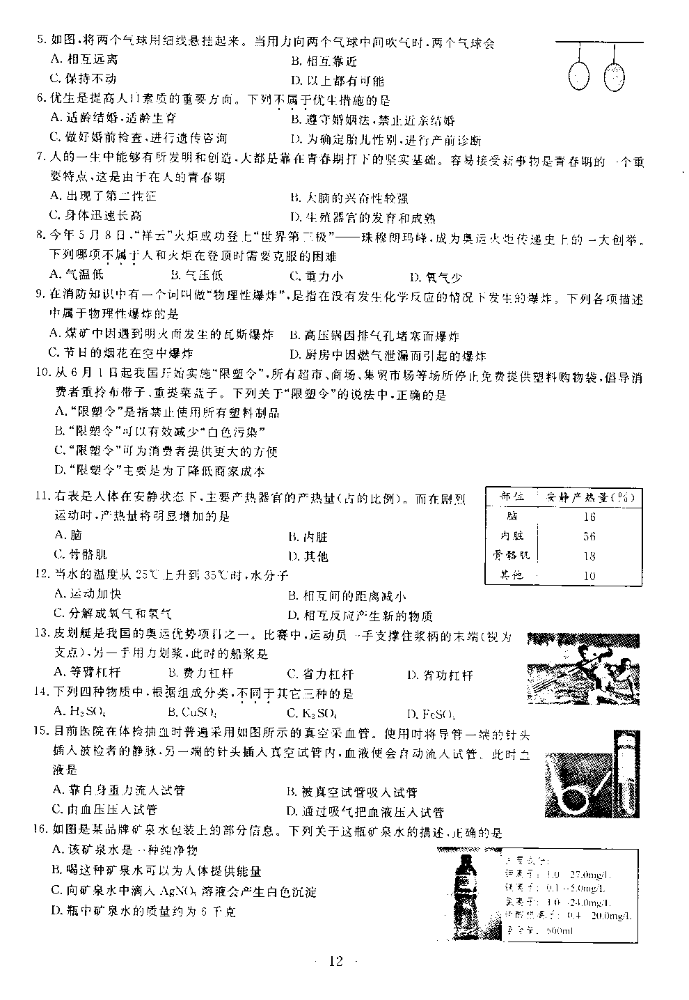 5. 如图,将两个气球用细线悬挂起来。当用力向两个气球中间吹气时,两个气球会
A. 相互远离 B. 相互靠近
C. 保持不动 D. 以上都有可能
6. 优生是提高人口素质的重要方面。下列不属于优生措施的是
A. 适龄结婚,适龄生育 B. 遵守婚姻法,禁止近亲结婚
C. 做好婚前检查,进行遗传咨询 D. 为确定胎儿性别,进行产前诊断
7. 人的一生中能够有所发明和创造,大都是靠在青春期打下的坚实基础。容易接受新事物是青春期的一个重
要特点,这是由于在人的青春期
A. 出现了第二性征 B. 大脑的兴奋性较强
C. 身体迅速长高 D. 生殖器官的发育和成熟
8. 今年5月8日,“祥云”火炬成功登上“世界第三极”——珠穆朗玛峰,成为奥运火炬传递史上的一大创举。
下列哪项不属于人和火炬在登顶时需要克服的困难
A. 气温低 B. 气压低 C. 重力小 D. 氧气少
9. 在消防知识中有一个词叫做“物理性爆炸”,是指在没有发生化学反应的情况下发生的爆炸。下列各项描述
中属于物理性爆炸的是
A. 煤矿中因遇到明火而发生的瓦斯爆炸 B. 高压锅因排气孔堵塞而爆炸
C. 节日的烟花在空中爆炸 D. 厨房中因燃气泄漏而引起的爆炸
10. 从6月1日起我国开始实施“限塑令”,所有超市、商场、集贸市场等场所停止免费提供塑料购物袋,倡导消
费者重拎布带子、重提菜蓝子。下列关于“限塑令”的说法中,正确的是
A. “限塑令”是指禁止使用所有塑料制品
B. “限塑令”可以有效减少“白色污染”
C. “限塑令”可为消费者提供更大的方便
D. “限塑令”主要是为了降低商家成本
11. 右表是人体在安静状态下,主要产热器官的产热量(占的比例)。而在剧烈
运动时,产热量将明显增加的是
A. 脑 B. 内脏
C. 骨骼肌 D. 其他
部位 安静产热量(%)
脑 16
内脏 56
骨骼肌 18
其他 10
12. 当水的温度从25℃上升到35℃时,水分子
A. 运动加快 B. 相互间的距离减小
C. 分解成氧气和氢气 D. 相互反应产生新的物质
13. 皮划艇是我国的奥运优势项目之一。比赛中,运动员一手支撑住浆柄的末端(视为
支点),另一手用力划浆,此时的船浆是
A. 等臂杠杆 B. 费力杠杆 C. 省力杠杆 D. 省功杠杆
14. 下列四种物质中,根据组成分类,不同于其它三种的是
A. H₂SO₄ B. CuSO₄ C. K₂SO₄ D. FeSO₄
15. 目前医院在体检抽血时普遍采用如图所示的真空采血管。使用时将导管一端的针头
插入被检者的静脉,另一端的针头插入真空试管内,血液便会自动流入试管。此时血
液是
A. 靠自身重力流入试管 B. 被真空试管吸入试管
C. 由血压压入试管 D. 通过吸气把血液压入试管
16. 如图是某品牌矿泉水包装上的部分信息。下列关于这瓶矿泉水的描述,正确的是
A. 该矿泉水是一种纯净物
B. 喝这种矿泉水可以为人体提供能量
C. 向矿泉水中滴入 AgNO₃ 溶液会产生白色沉淀
D. 瓶中矿泉水的质量约为6千克
主要成分:
离子: 1.0—27.0mg/L
镁离子: 0.1—5.0mg/L
氯离子: 1.0—24.0mg/L
硫酸根离子: 0.4—20.0mg/L
600ml
12